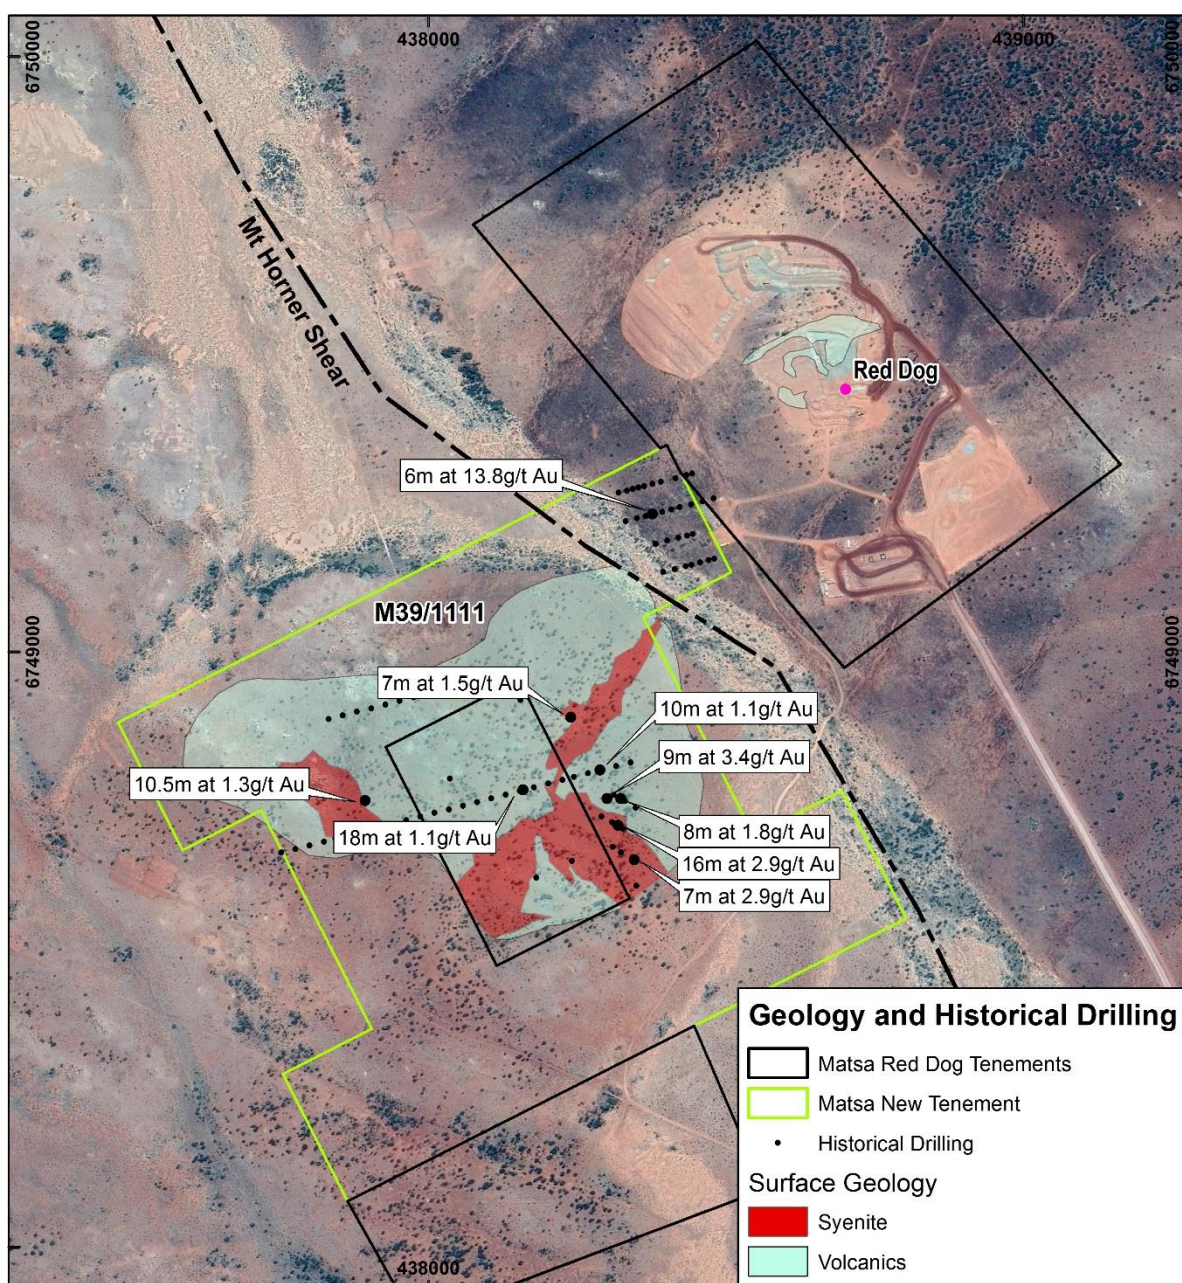 438000
439000
6750000
6750000
Mt Horner Shear
Red Dog
6m at 13.8g/t Au
M39/1111
6749000
6749000
7m at 1.5g/t Au
10m at 1.1g/t Au
9m at 3.4g/t Au
10.5m at 1.3g/t Au
18m at 1.1g/t Au
8m at 1.8g/t Au
16m at 2.9g/t Au
7m at 2.9g/t Au
Geology and Historical Drilling
Matsa Red Dog Tenements
Matsa New Tenement
Historical Drilling
Surface Geology
Syenite
Volcanics
438000